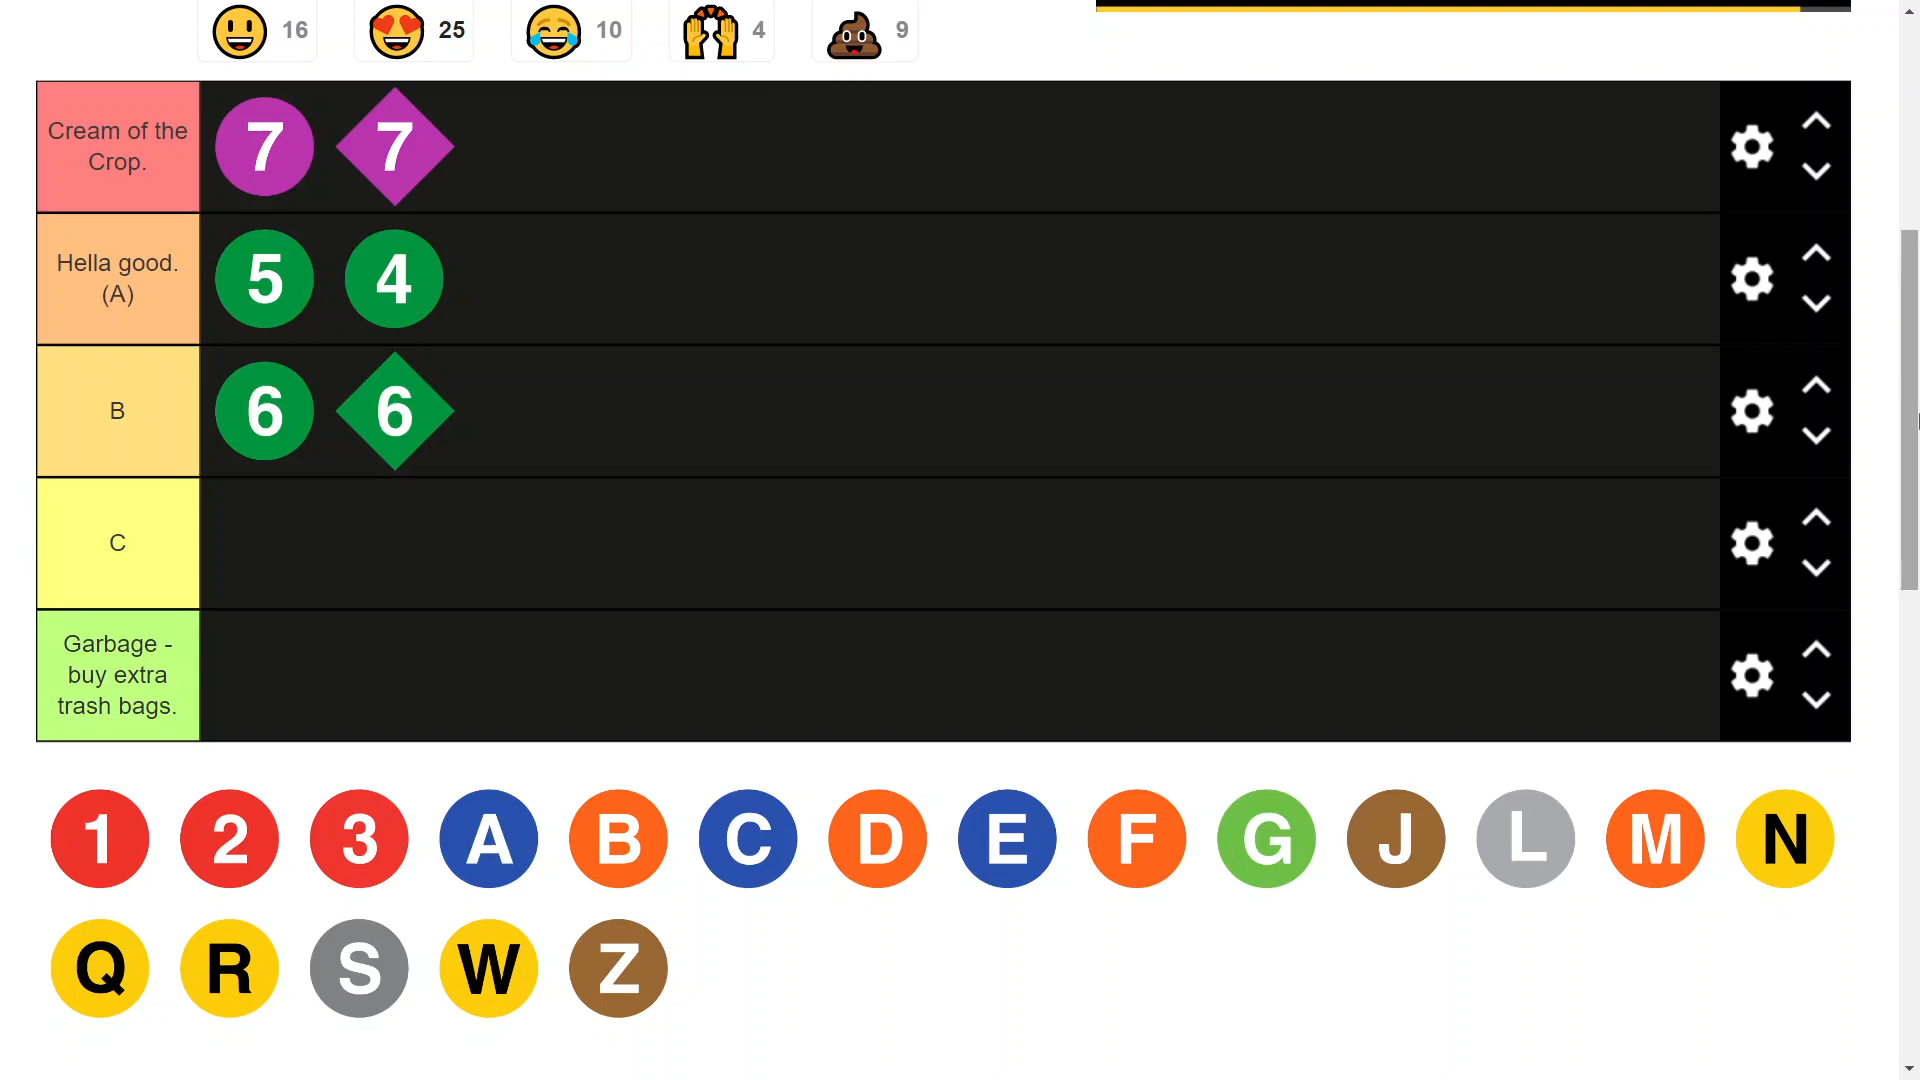 16 25 10 4 9
Cream of the
Crop.
7 7
Hella good.
(A)
5 4
B
6 6
C
Garbage -
buy extra
trash bags.
1 2 3 A B C D E F G J L M N
Q R S W Z